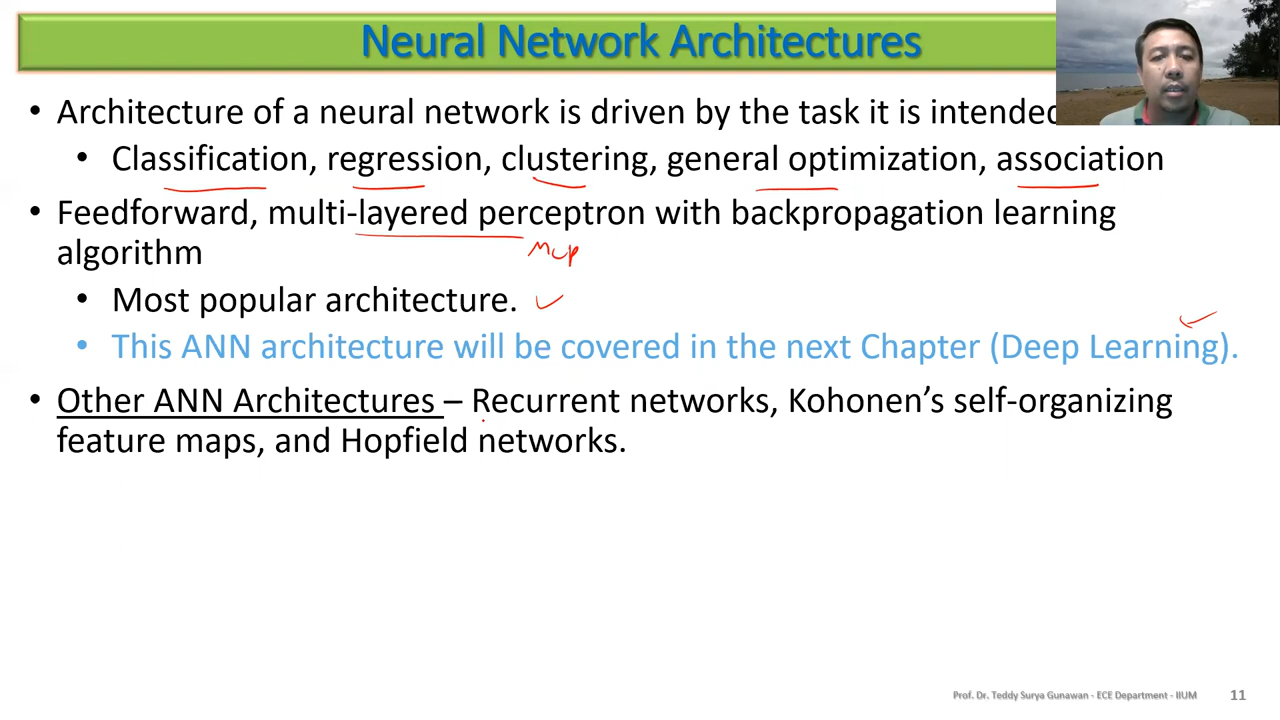 Neural Network Architectures
• Architecture of a neural network is driven by the task it is intended
• Classification, regression, clustering, general optimization, association
• Feedforward, multi-layered perceptron with backpropagation learning
algorithm
MLP
• Most popular architecture.
• This ANN architecture will be covered in the next Chapter (Deep Learning).
• Other ANN Architectures – Recurrent networks, Kohonen’s self-organizing
feature maps, and Hopfield networks.
Prof. Dr. Teddy Surya Gunawan - ECE Department - IIUM 11